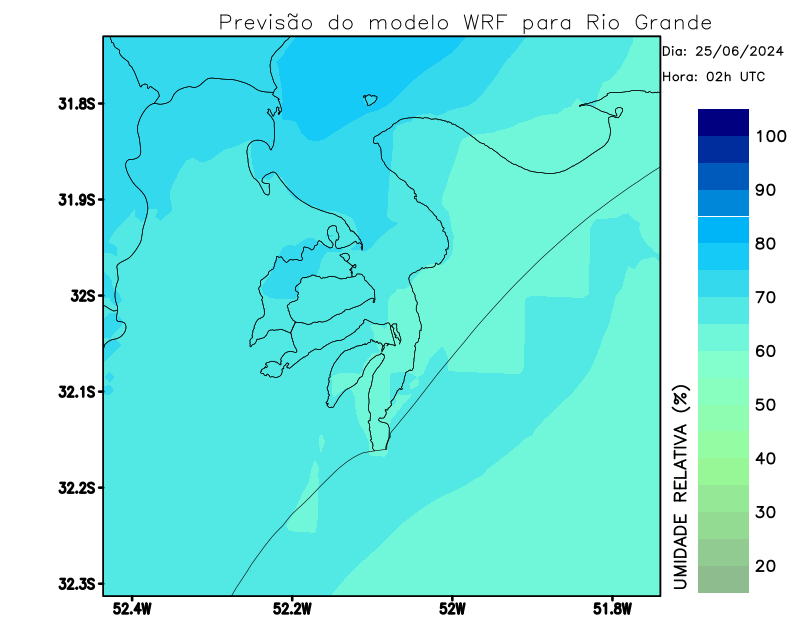 Previsão do modelo WRF para Rio Grande
Dia: 25/06/2024
Hora: 02h UTC
31.8S
31.9S
32S
32.1S
32.2S
32.3S
52.4W
52.2W
52W
51.8W
UMIDADE RELATIVA (%)
100
90
80
70
60
50
40
30
20